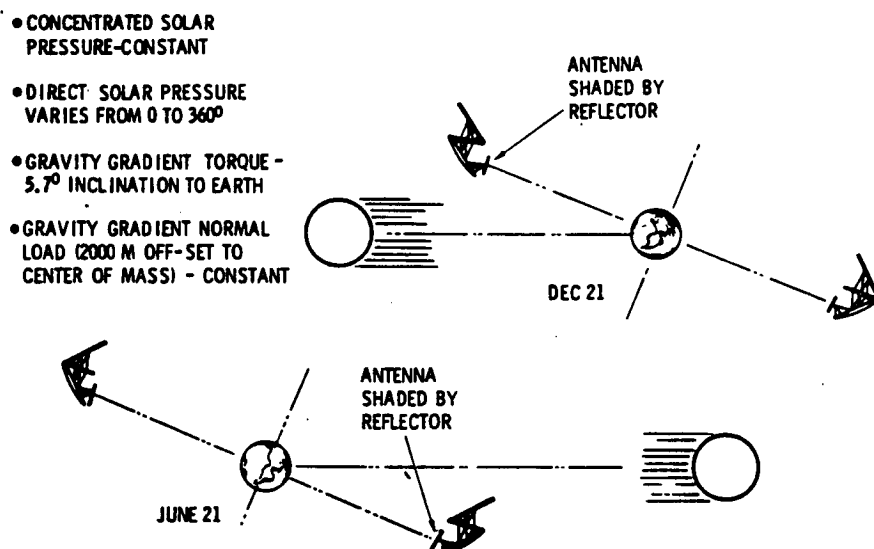 • CONCENTRATED SOLAR
PRESSURE-CONSTANT
• DIRECT SOLAR PRESSURE
VARIES FROM 0 TO 360º
• GRAVITY GRADIENT TORQUE -
5.7º INCLINATION TO EARTH
• GRAVITY GRADIENT NORMAL
LOAD (2000 M OFF-SET TO
CENTER OF MASS) - CONSTANT
ANTENNA
SHADED BY
REFLECTOR
DEC 21
ANTENNA
SHADED BY
REFLECTOR
JUNE 21